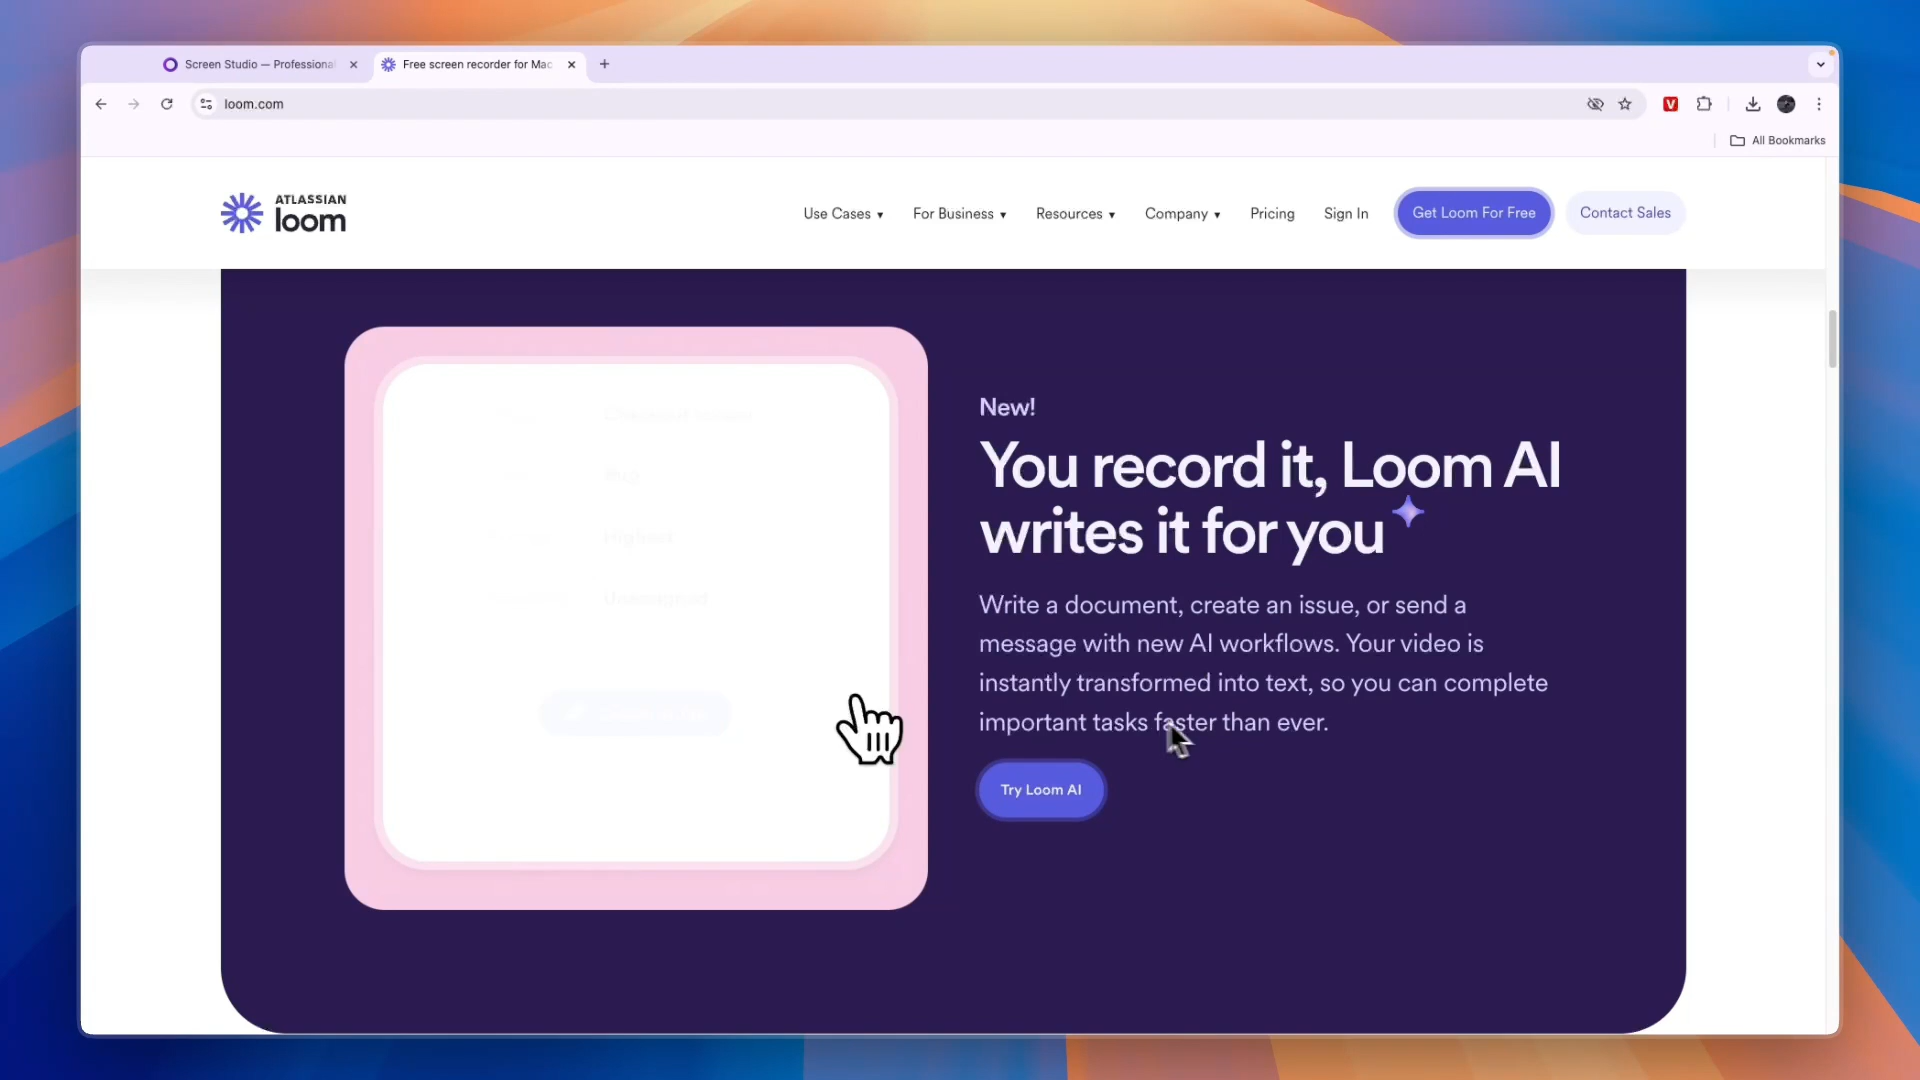 Screen Studio — Professional
Free screen recorder for Mac
loom.com
All Bookmarks
ATLASSIAN
loom
Use Cases
For Business
Resources
Company
Pricing
Sign In
Get Loom For Free
Contact Sales
Bug
Highest
Unassigned
New!
You record it, Loom AI
writes it for you
Write a document, create an issue, or send a
message with new AI workflows. Your video is
instantly transformed into text, so you can complete
important tasks faster than ever.
Try Loom AI